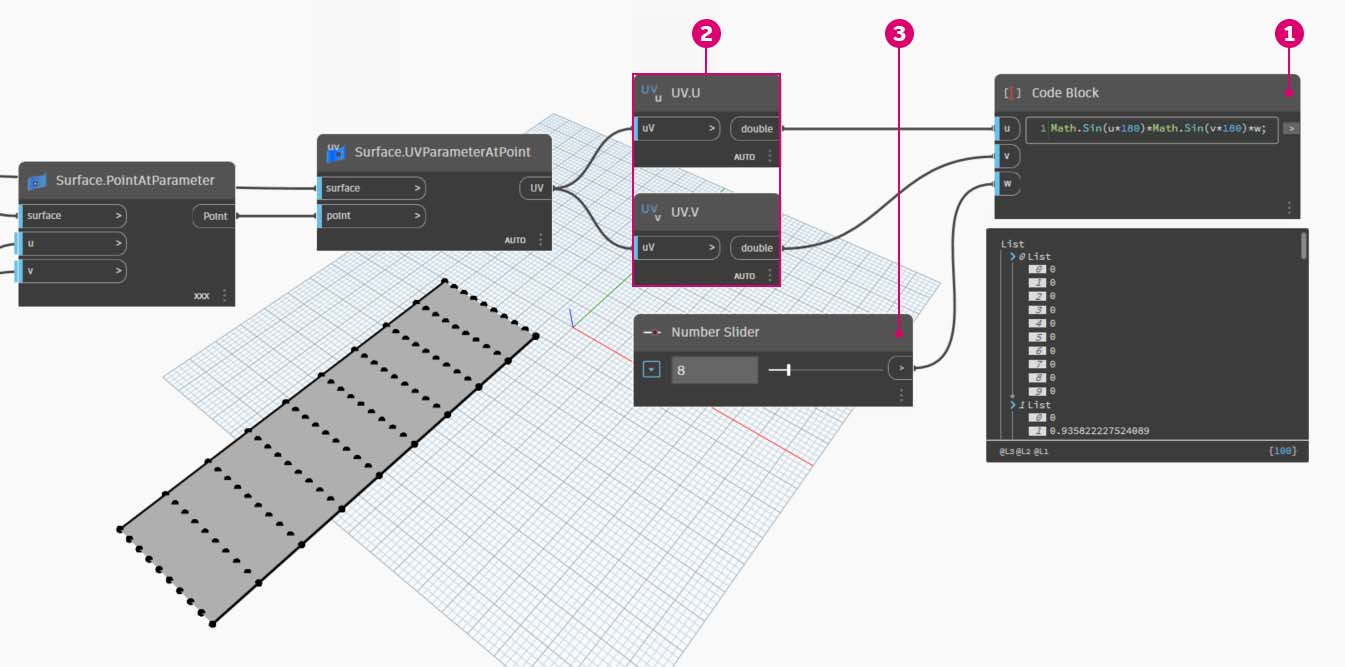 2
3
1
UV
u
UV.U
uV
>
double
AUTO
UV
v
UV.V
uV
>
double
AUTO
[ ] Code Block
u
1 Math.Sin(u*180)*Math.Sin(v*180)*w;
>
v
w
UV
Surface.UVParameterAtPoint
surface >
UV
point >
AUTO
Surface.PointAtParameter
surface >
Point
u >
v >
XXX
Number Slider
8
>
List
0 List
0 0
1 0
2 0
3 0
4 0
5 0
6 0
7 0
8 0
9 0
1 List
0 0
1 0.935822227524089
@L3 @L2 @L1
{100}